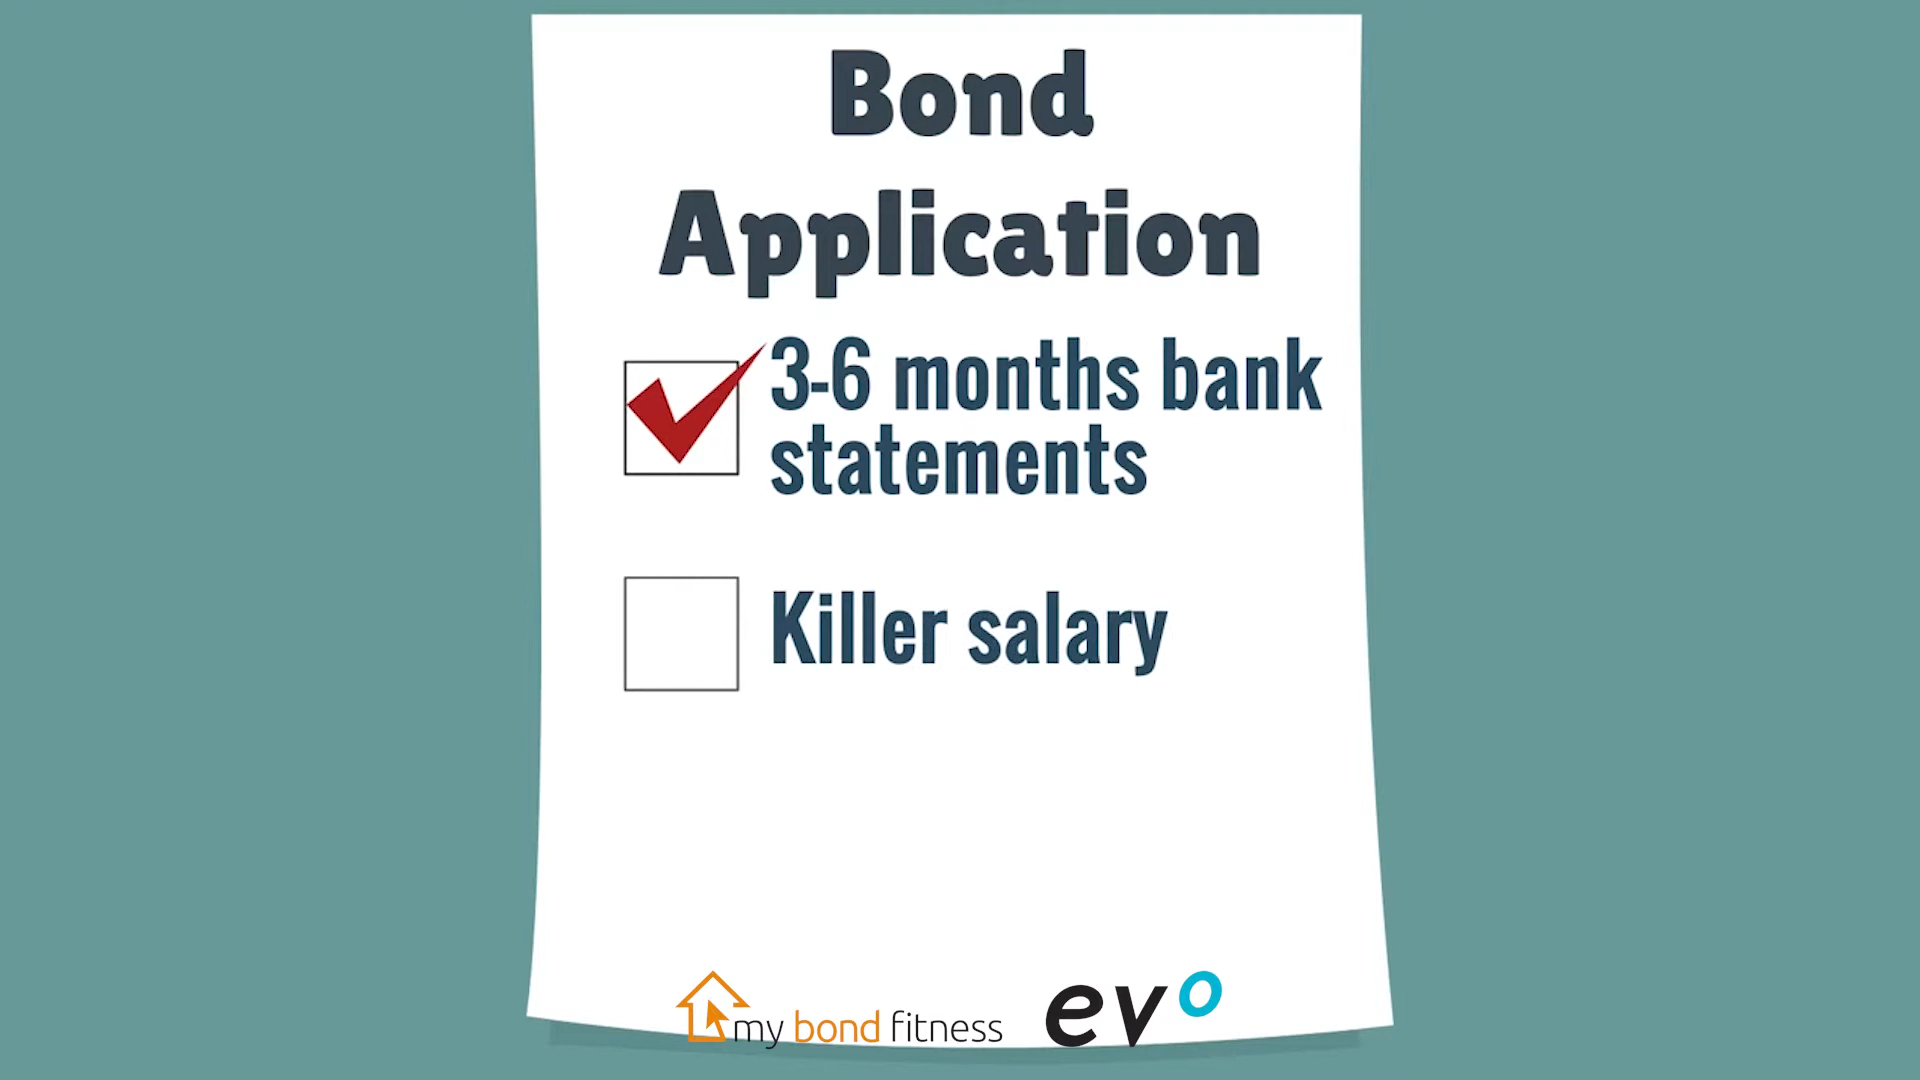 Bond
Application
3-6 months bank
statements
Killer salary
my bond fitness
evo